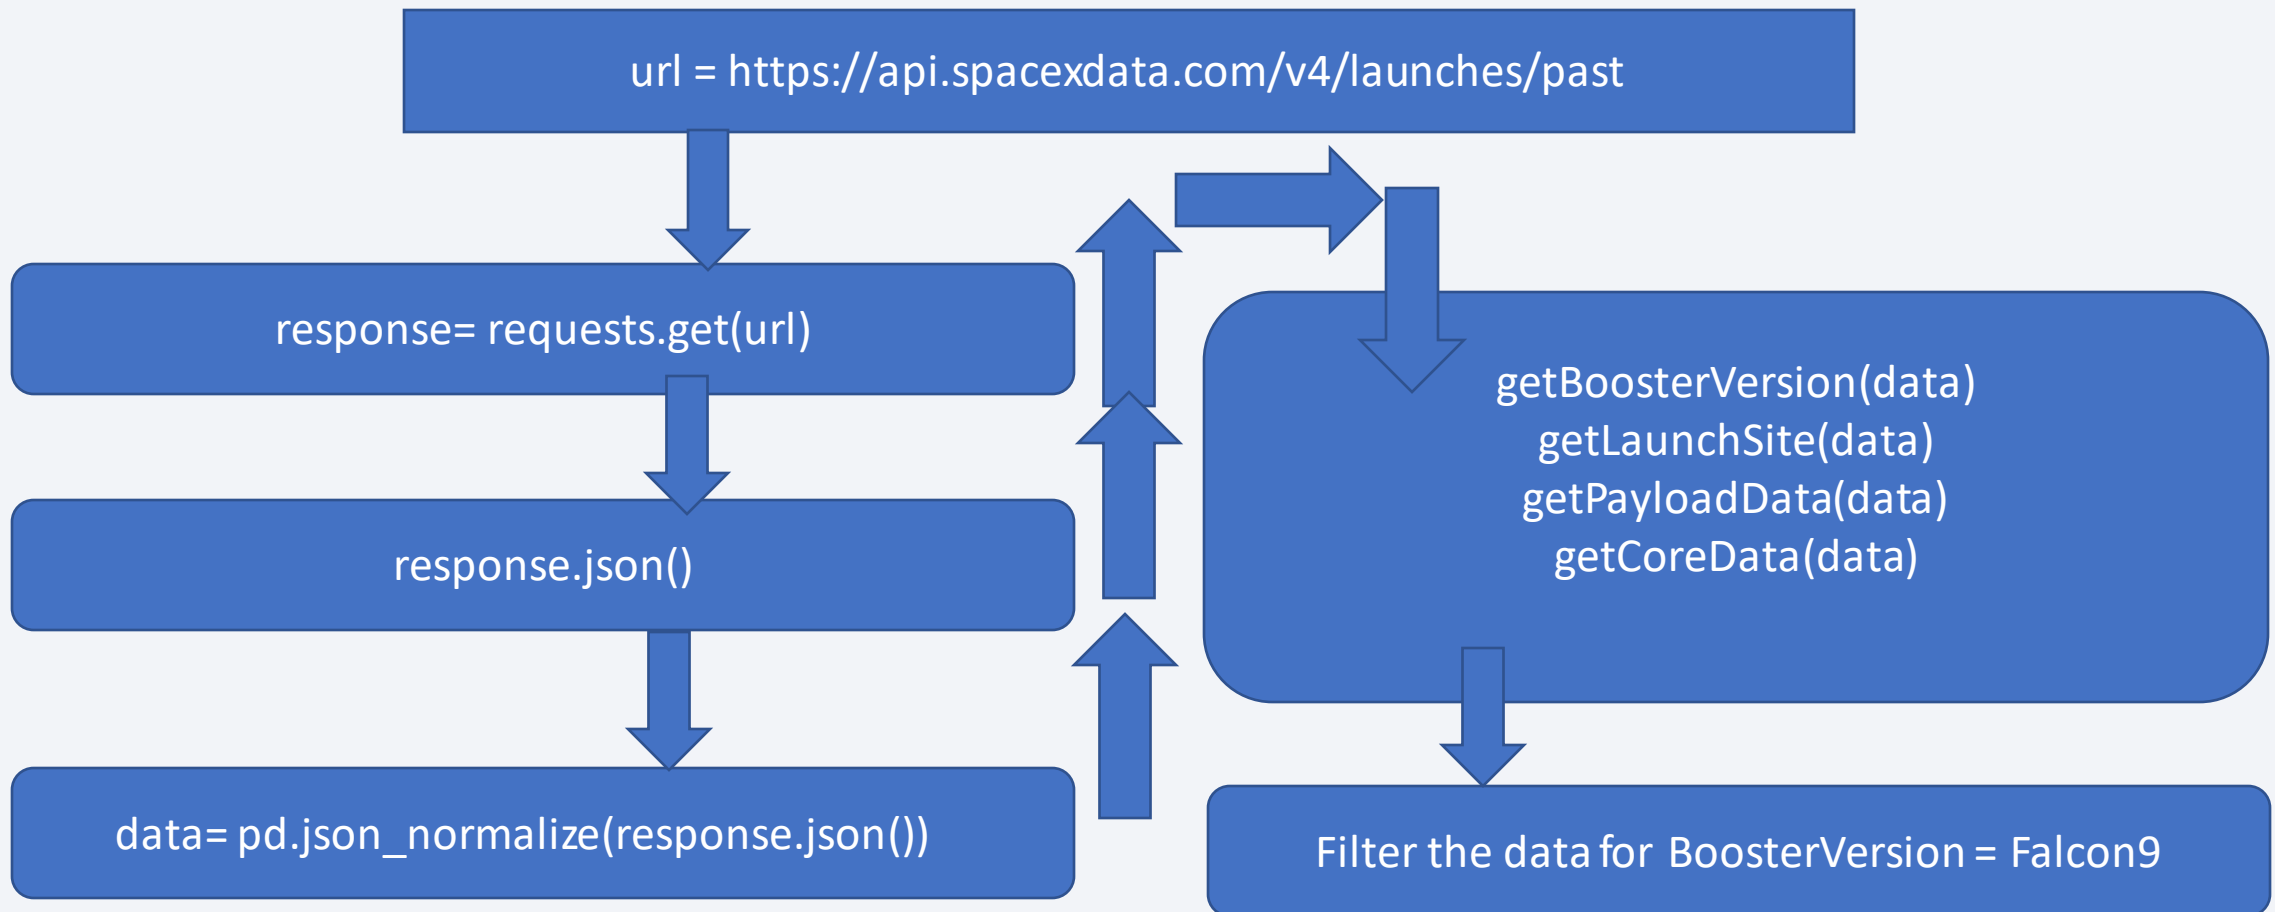 url = https://api.spacexdata.com/v4/launches/past
response= requests.get(url)
response.json()
data= pd.json_normalize(response.json())
getBoosterVersion(data)
getLaunchSite(data)
getPayloadData(data)
getCoreData(data)
Filter the data for BoosterVersion = Falcon9